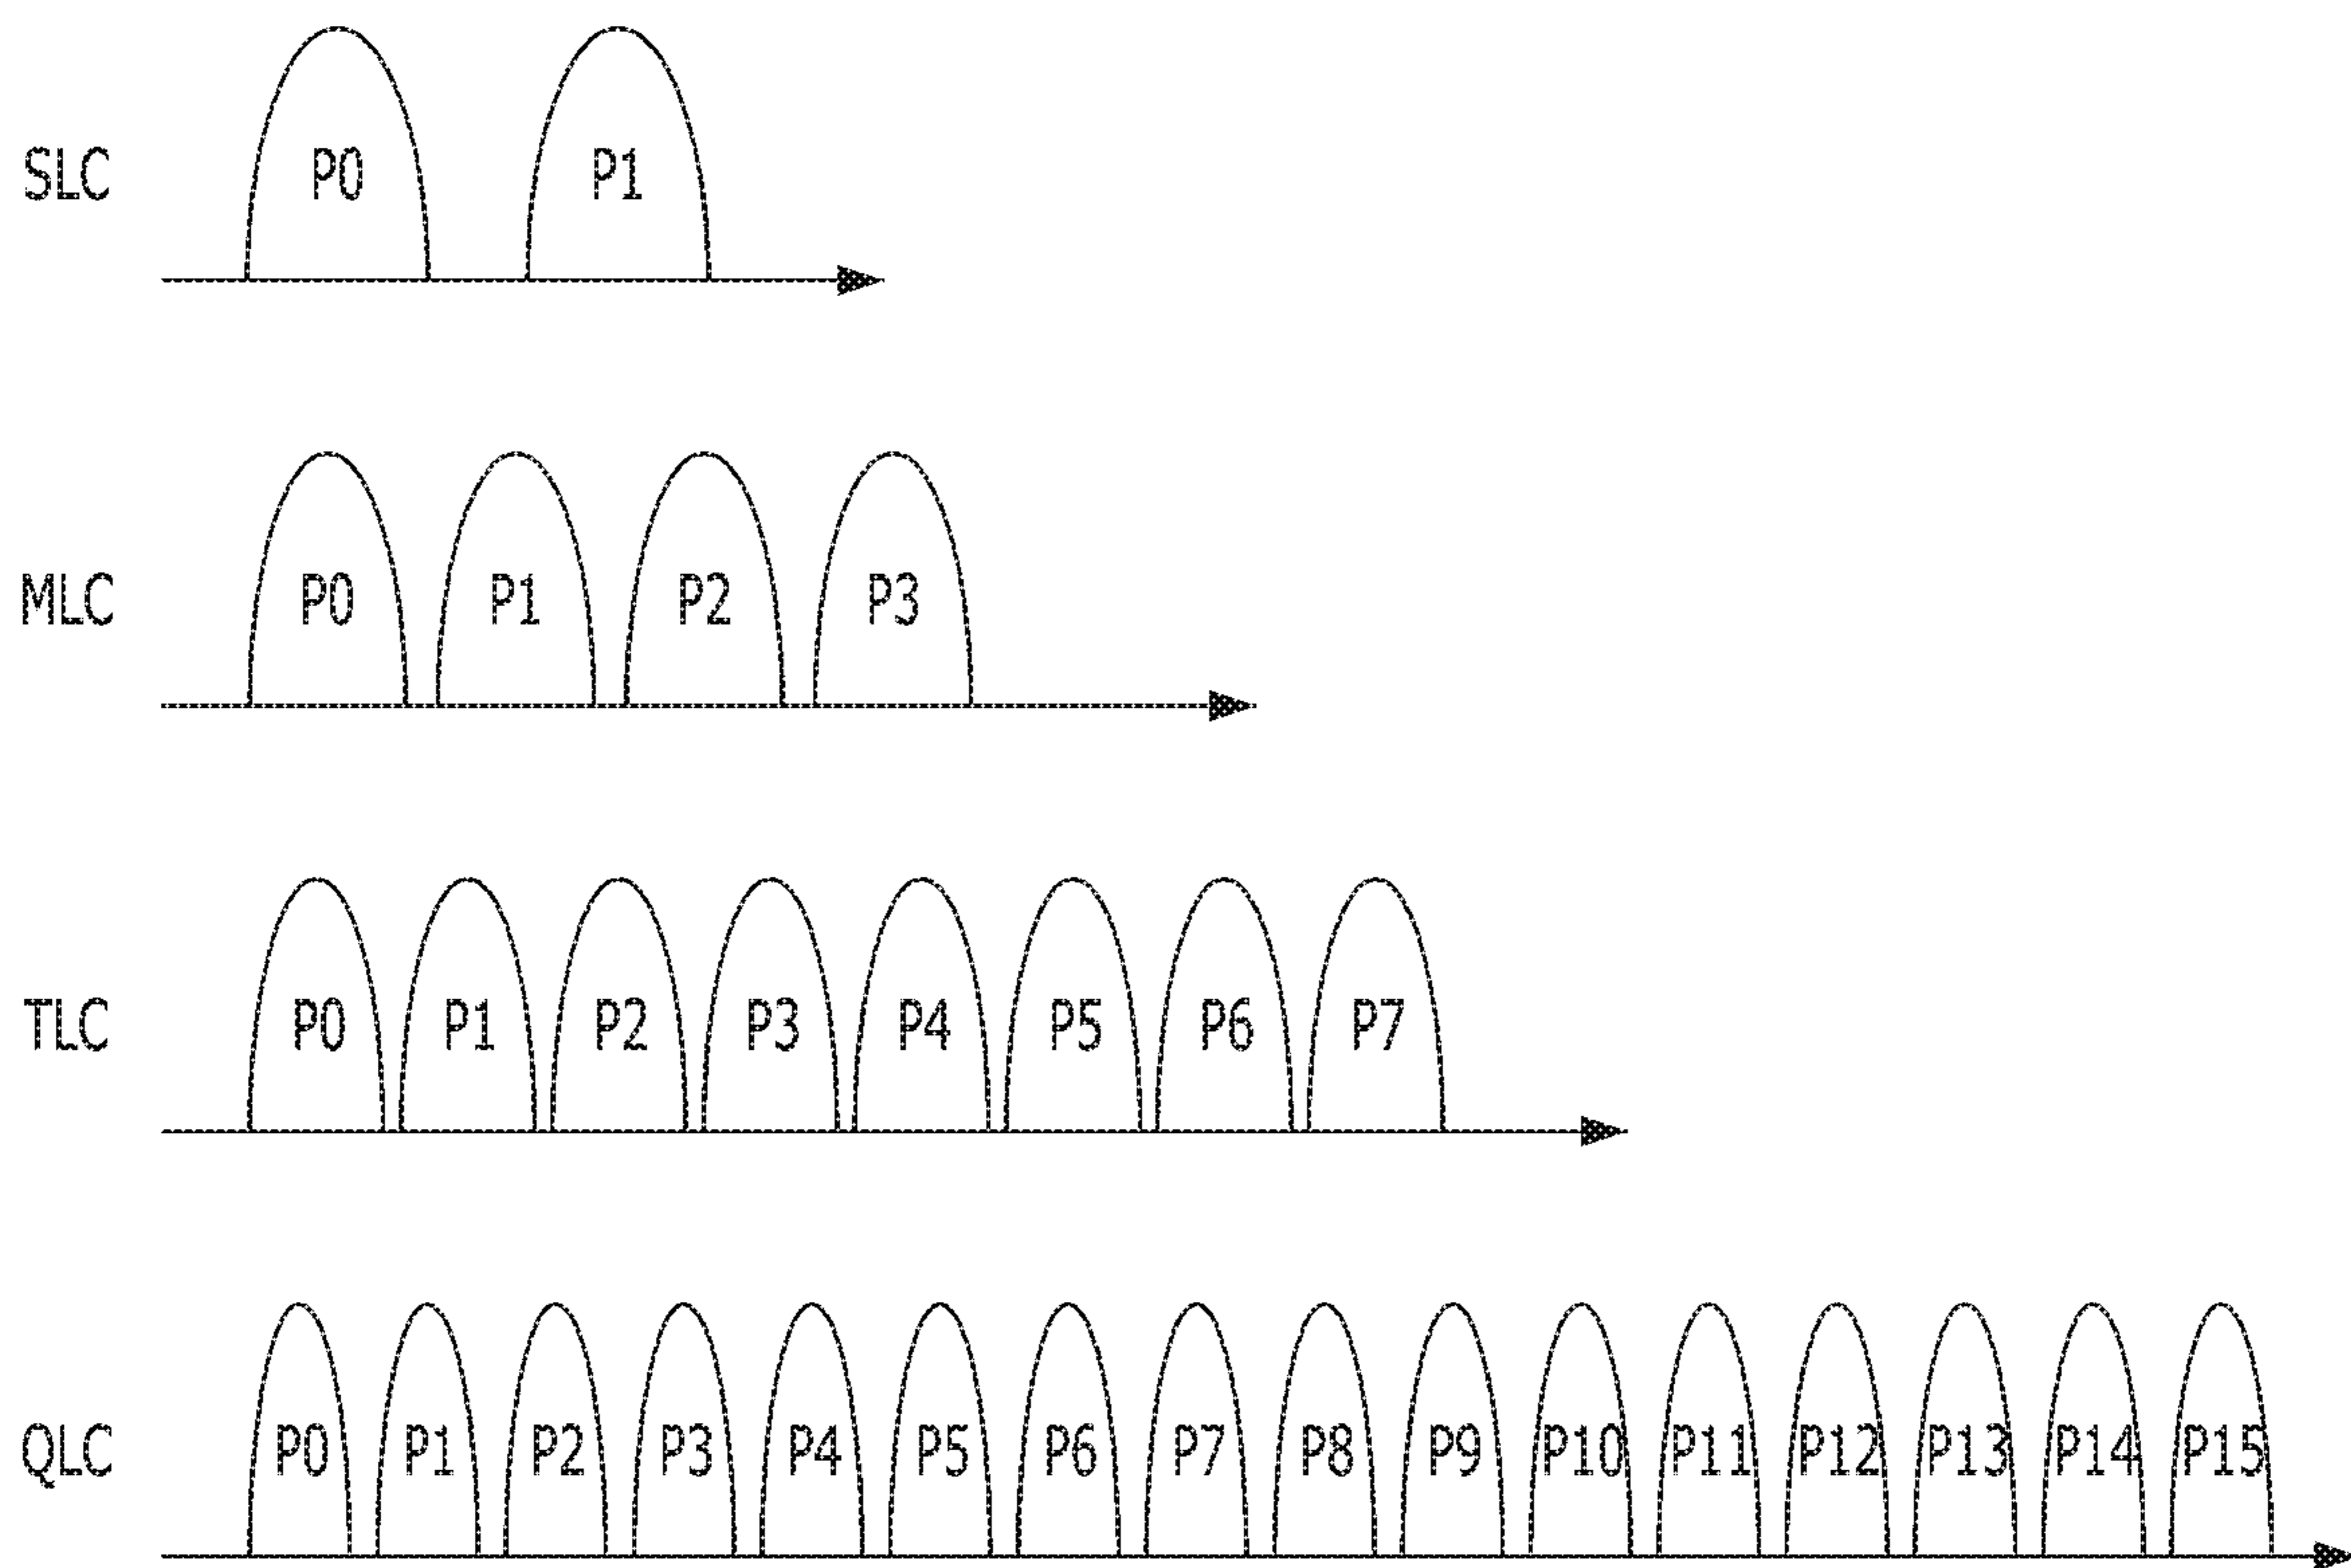 SLC P0 P1
MLC P0 P1 P2 P3
TLC P0 P1 P2 P3 P4 P5 P6 P7
QLC P0 P1 P2 P3 P4 P5 P6 P7 P8 P9 P10 P11 P12 P13 P14 P15